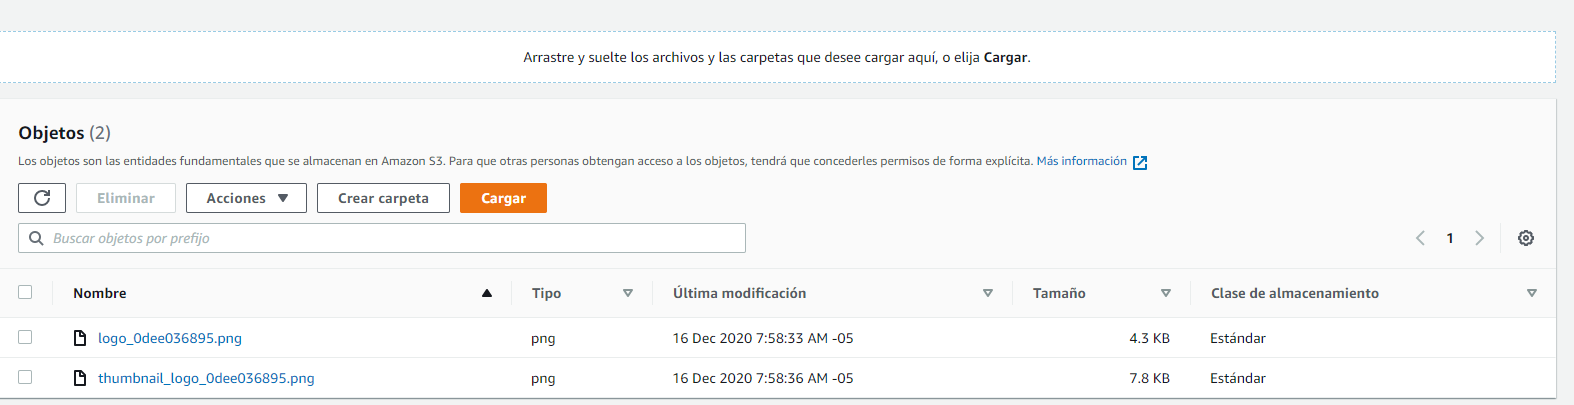 Arrastre y suelte los archivos y las carpetas que desee cargar aquí, o elija Cargar.
Objetos (2)
Los objetos son las entidades fundamentales que se almacenan en Amazon S3. Para que otras personas obtengan acceso a los objetos, tendrá que concederles permisos de forma explícita. Más información
Eliminar Acciones Crear carpeta Cargar
Buscar objetos por prefijo 1
Nombre Tipo Última modificación Tamaño Clase de almacenamiento
logo_0dee036895.png png 16 Dec 2020 7:58:33 AM -05 4.3 KB Estándar
thumbnail_logo_0dee036895.png png 16 Dec 2020 7:58:36 AM -05 7.8 KB Estándar